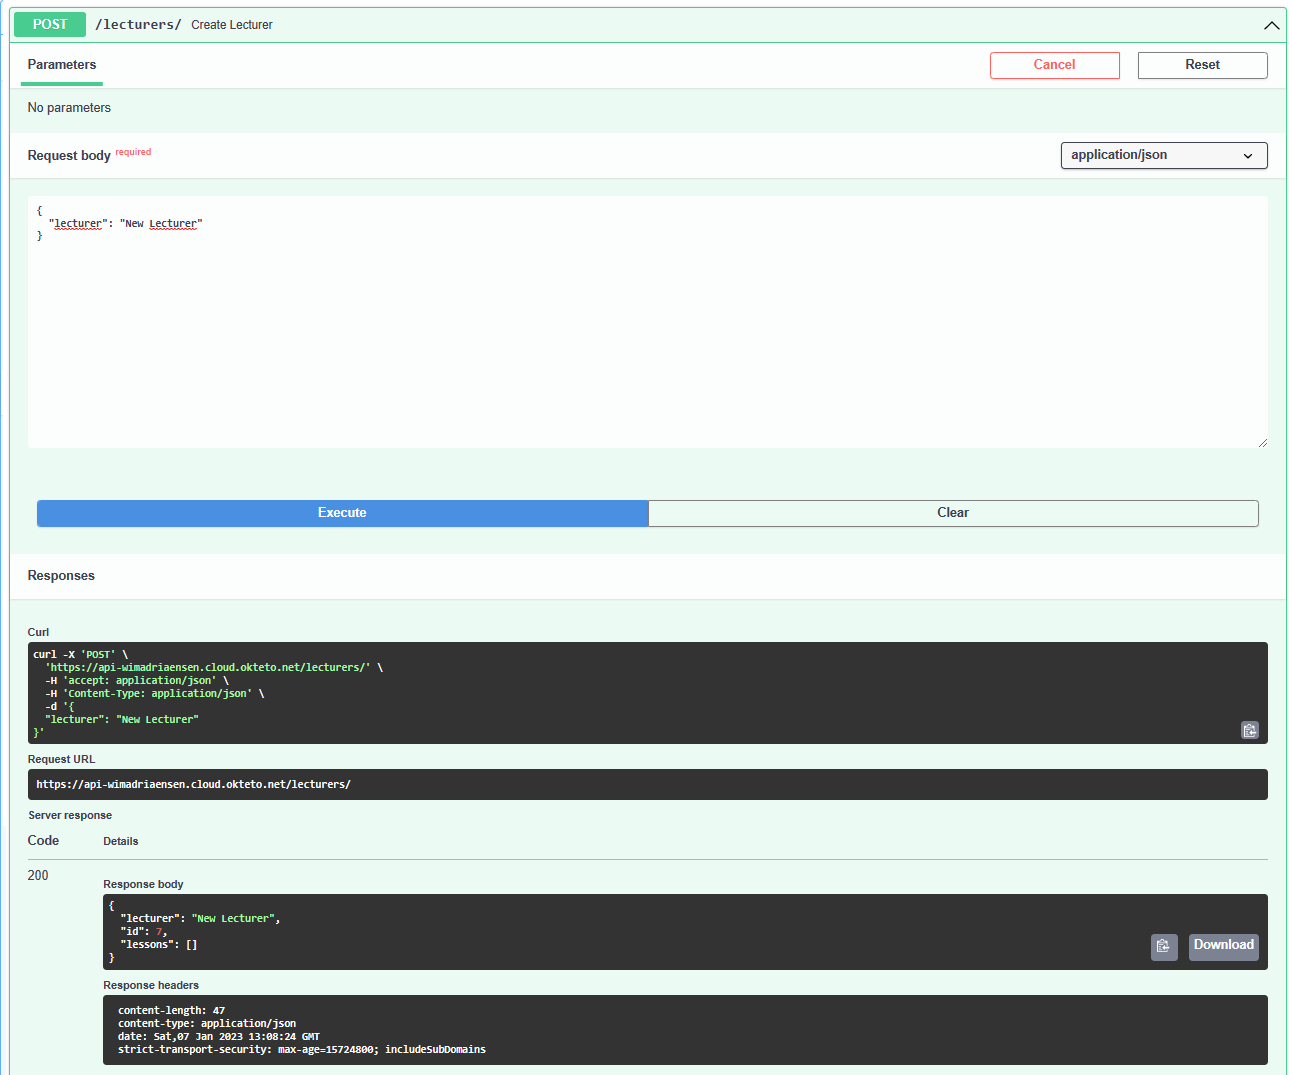 POST /lecturers/ Create Lecturer
Parameters Cancel Reset
No parameters
Request body required application/json
{
"lecturer": "New Lecturer"
}
Execute Clear
Responses
Curl
curl -X 'POST' \
'https://api-wimadriaensen.cloud.okteto.net/lecturers/' \
-H 'accept: application/json' \
-H 'Content-Type: application/json' \
-d '{
"lecturer": "New Lecturer"
}'
Request URL
https://api-wimadriaensen.cloud.okteto.net/lecturers/
Server response
Code Details
200
Response body
{
"lecturer": "New Lecturer",
"id": 7,
"lessons": []
}
Download
Response headers
content-length: 47
content-type: application/json
date: Sat,07 Jan 2023 13:08:24 GMT
strict-transport-security: max-age=15724800; includeSubDomains